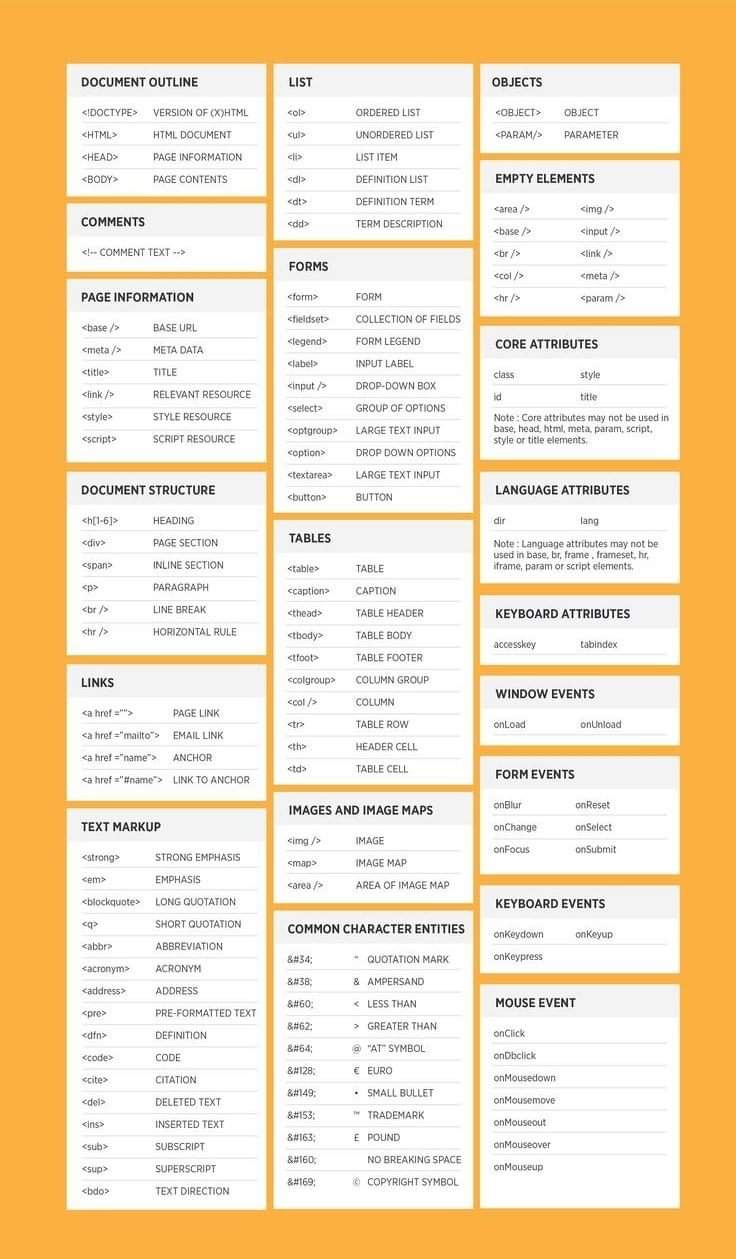 DOCUMENT OUTLINE
<!DOCTYPE> VERSION OF (X)HTML
<HTML> HTML DOCUMENT
<HEAD> PAGE INFORMATION
<BODY> PAGE CONTENTS
COMMENTS
<!-- COMMENT TEXT -->
PAGE INFORMATION
<base /> BASE URL
<meta /> META DATA
<title> TITLE
<link /> RELEVANT RESOURCE
<style> STYLE RESOURCE
<script> SCRIPT RESOURCE
DOCUMENT STRUCTURE
<h[1-6]> HEADING
<div> PAGE SECTION
<span> INLINE SECTION
<p> PARAGRAPH
<br /> LINE BREAK
<hr /> HORIZONTAL RULE
LINKS
<a href =""> PAGE LINK
<a href ="mailto"> EMAIL LINK
<a href ="name"> ANCHOR
<a href ="#name"> LINK TO ANCHOR
TEXT MARKUP
<strong> STRONG EMPHASIS
<em> EMPHASIS
<blockquote> LONG QUOTATION
<q> SHORT QUOTATION
<abbr> ABBREVIATION
<acronym> ACRONYM
<address> ADDRESS
<pre> PRE-FORMATTED TEXT
<dfn> DEFINITION
<code> CODE
<cite> CITATION
<del> DELETED TEXT
<ins> INSERTED TEXT
<sub> SUBSCRIPT
<sup> SUPERSCRIPT
<bdo> TEXT DIRECTION
LIST
<ol> ORDERED LIST
<ul> UNORDERED LIST
<li> LIST ITEM
<dl> DEFINITION LIST
<dt> DEFINITION TERM
<dd> TERM DESCRIPTION
FORMS
<form> FORM
<fieldset> COLLECTION OF FIELDS
<legend> FORM LEGEND
<label> INPUT LABEL
<input /> DROP-DOWN BOX
<select> GROUP OF OPTIONS
<optgroup> LARGE TEXT INPUT
<option> DROP DOWN OPTIONS
<textarea> LARGE TEXT INPUT
<button> BUTTON
TABLES
<table> TABLE
<caption> CAPTION
<thead> TABLE HEADER
<tbody> TABLE BODY
<tfoot> TABLE FOOTER
<colgroup> COLUMN GROUP
<col /> COLUMN
<tr> TABLE ROW
<th> HEADER CELL
<td> TABLE CELL
IMAGES AND IMAGE MAPS
<img /> IMAGE
<map> IMAGE MAP
<area /> AREA OF IMAGE MAP
COMMON CHARACTER ENTITIES
&#34; " QUOTATION MARK
&#38; & AMPERSAND
&#60; < LESS THAN
&#62; > GREATER THAN
&#64; @ “AT” SYMBOL
&#128; € EURO
&#149; • SMALL BULLET
&#153; ™ TRADEMARK
&#163; £ POUND
&#160; NO BREAKING SPACE
&#169; © COPYRIGHT SYMBOL
OBJECTS
<OBJECT> OBJECT
<PARAM/> PARAMETER
EMPTY ELEMENTS
<area /> <img />
<base /> <input />
<br /> <link />
<col /> <meta />
<hr /> <param />
CORE ATTRIBUTES
class style
id title
Note : Core attributes may not be used in
base, head, html, meta, param, script,
style or title elements.
LANGUAGE ATTRIBUTES
dir lang
Note : Language attributes may not be
used in base, br, frame , frameset, hr,
iframe, param or script elements.
KEYBOARD ATTRIBUTES
accesskey tabindex
WINDOW EVENTS
onLoad onUnload
FORM EVENTS
onBlur onReset
onChange onSelect
onFocus onSubmit
KEYBOARD EVENTS
onKeydown onKeyup
onKeypress
MOUSE EVENT
onClick
onDbclick
onMousedown
onMousemove
onMouseout
onMouseover
onMouseup